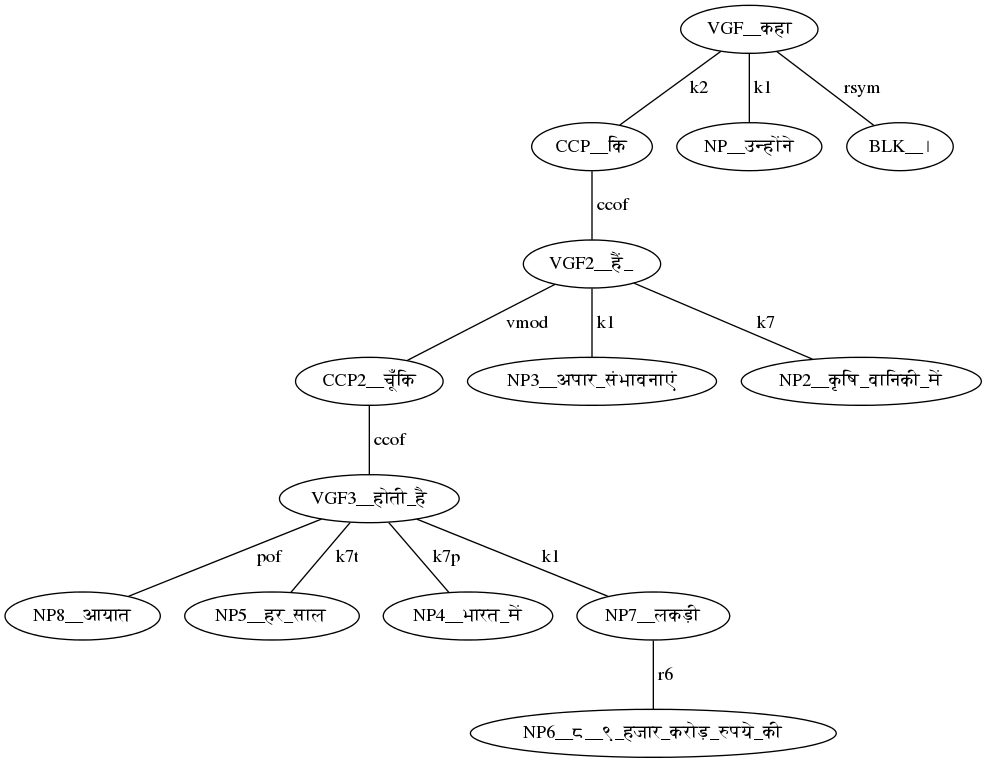 VGF__कहा
k2
k1
rsym
CCP__कि
NP__उन्होंने
BLK__।
ccof
VGF2__हैं_
vmod
k1
k7
CCP2__चूँकि
NP3__अपार_संभावनाएं
NP2__कृषि_वानिकी_में
ccof
VGF3__होती_है
pof
k7t
k7p
k1
NP8__आयात
NP5__हर_साल
NP4__भारत_में
NP7__लकड़ी
r6
NP6__८__९_हजार_करोड़_रुपये_की